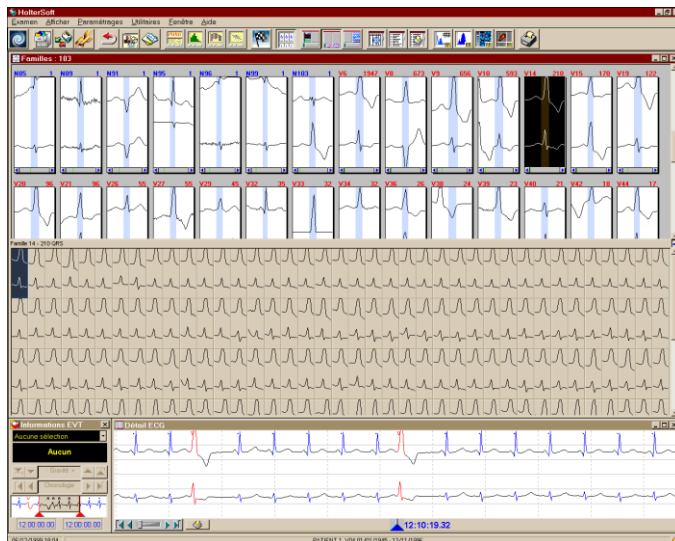 HolterSoft
Examen Afficher Paramétrages Utilitaires Fenêtre Aide
Familles : 103
N85 1 N89 1 N91 1 N95 1 N96 1 N99 1 N103 1 V6 1947 V8 673 V9 656 V10 593 V14 210 V15 170 V19 122
V20 96 V21 96 V26 55 V27 55 V29 45 V32 35 V33 32 V34 32 V36 26 V38 24 V39 23 V40 21 V42 18 V44 17
Famille 14 - 210 QRS
Informations EVT
Détail ECG
Aucune sélection
Aucun
Gravité +
Chronologie
12:00:00.00 12:00:00.00
12:10:19.32